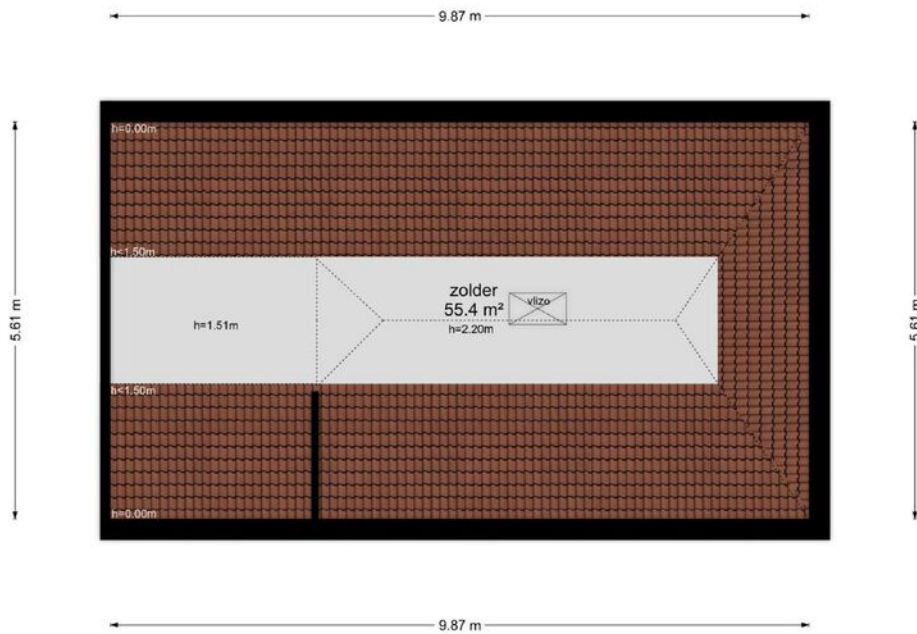 9.87 m
h=0.00m
h<1.50m
zolder
55.4 m²
vlizo
h=1.51m
h=2.20m
5.61 m
5.61 m
h<1.50m
h=0.00m
9.87 m